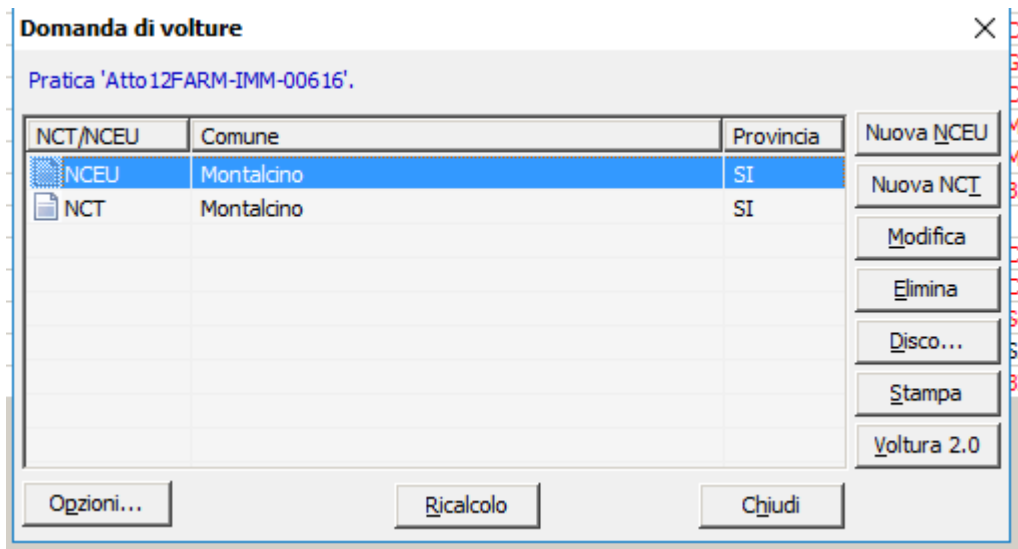 Domanda di volture
Pratica 'Atto12FARM-IMM-00616'.
NCT/NCEU Comune Provincia
NCEU Montalcino SI
NCT Montalcino SI
Nuova NCEU
Nuova NCT
Modifica
Elimina
Disco...
Stampa
Voltura 2.0
Opzioni... Ricalcolo Chiudi